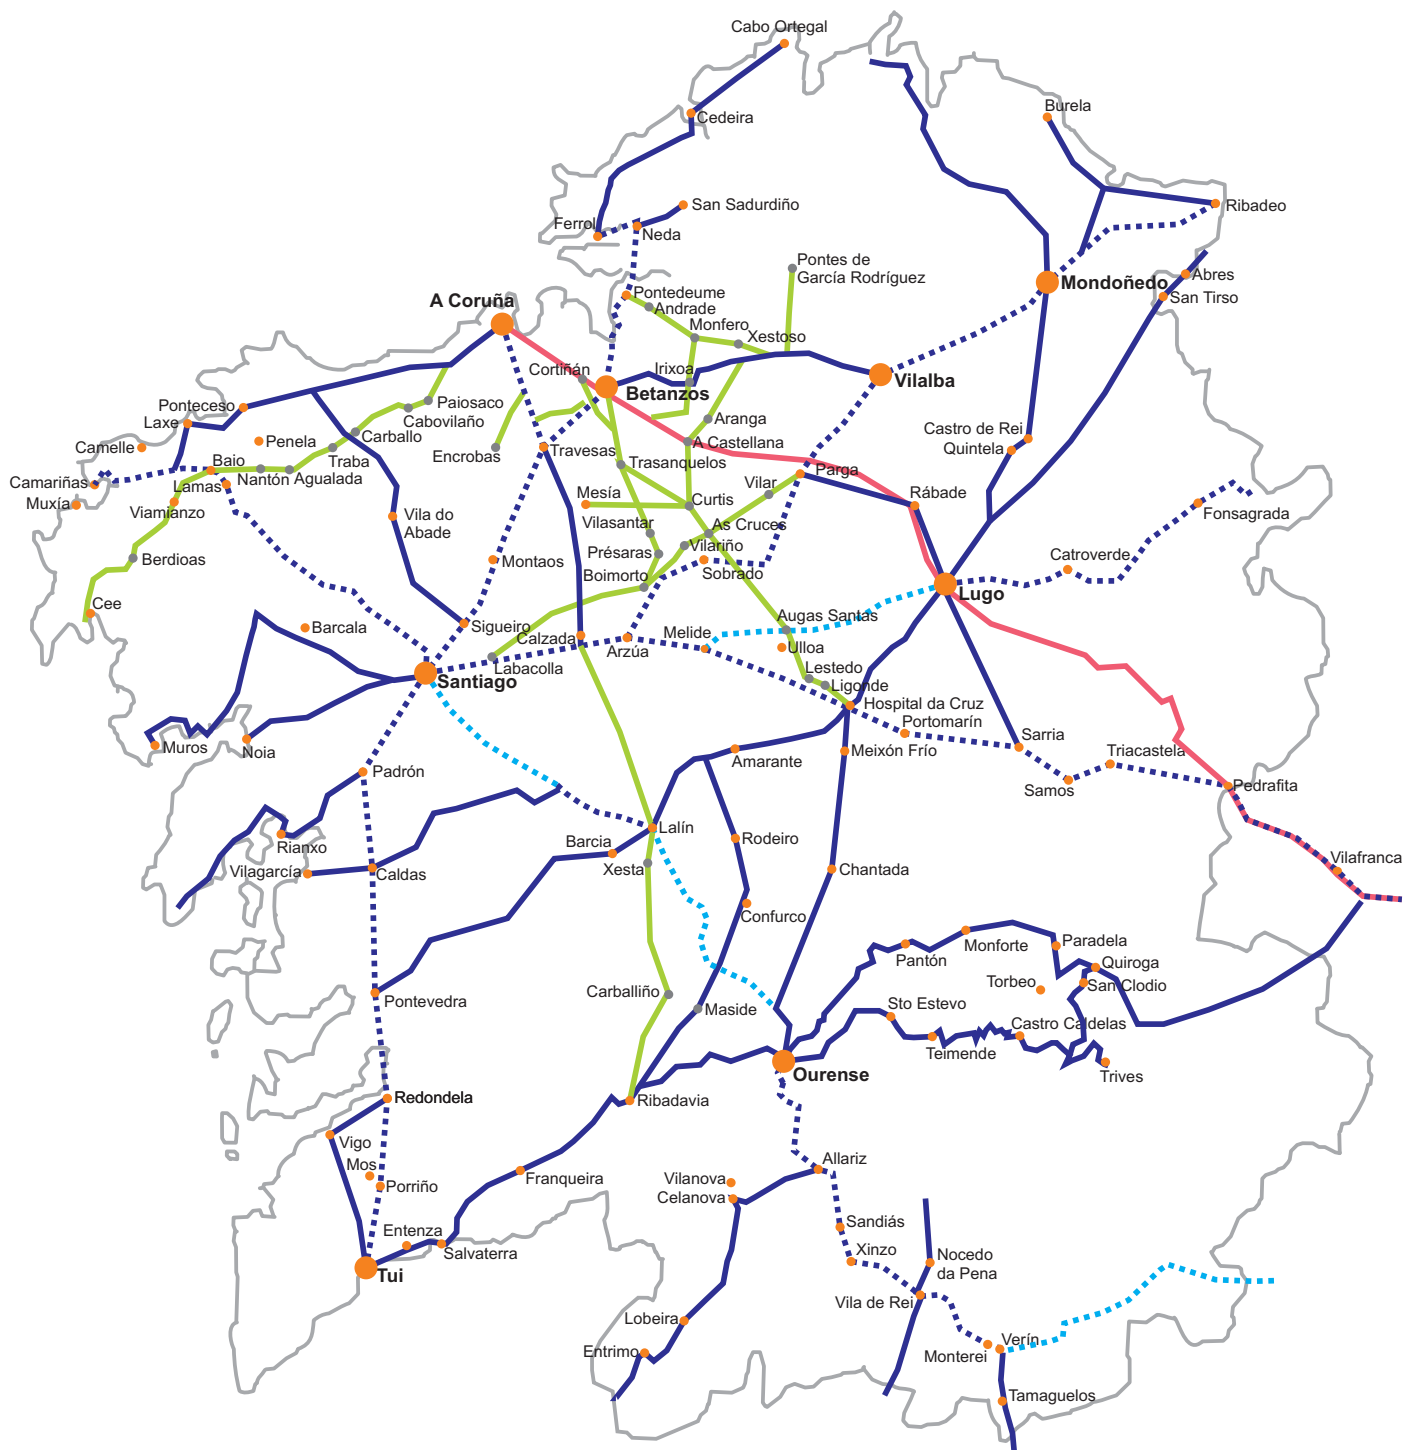 Cabo Ortegal
Cedeira
Burela
San Sadurdiño
Ribadeo
Ferrol
Neda
Pontes de
García Rodríguez
Abres
Mondoñedo
San Tirso
Pontedeume
Andrade
A Coruña
Monfero
Xestoso
Cortiñán
Irixoa
Vilalba
Betanzos
Ponteceso
Paiosaco
Cabovilaño
Laxe
Aranga
Castro de Rei
Penela
Carballo
A Castellana
Camelle
Quintela
Traba
Encrobas
Travesas
Baio
Trasanquelos
Parga
Nantón
Agualada
Camariñas
Lamas
Mesía
Vilar
Muxía
Curtis
Rábade
Viamianzo
Vila do
Abade
Vilasantar
As Cruces
Fonsagrada
Vilariño
Présaras
Catroverde
Berdioas
Montaos
Sobrado
Boimorto
Lugo
Cee
Augas Santas
Barcala
Sigueiro
Calzada
Melide
Arzúa
Ulloa
Labacolla
Santiago
Lestedo
Ligonde
Hospital da Cruz
Portomarín
Sarria
Muros
Noia
Amarante
Meixón Frío
Triacastela
Padrón
Samos
Pedrafita
Lalín
Barcia
Rodeiro
Rianxo
Vilafranca
Vilagarcía
Caldas
Xesta
Chantada
Confurco
Monforte
Paradela
Pantón
Quiroga
Torbeo
San Clodio
Carballiño
Pontevedra
Maside
Sto Estevo
Castro Caldelas
Teimende
Ourense
Trives
Redondela
Ribadavia
Vigo
Mos
Allariz
Porriño
Franqueira
Vilanova
Celanova
Sandiás
Entenza
Salvaterra
Xinzo
Nocedo
da Pena
Tui
Vila de Rei
Lobeira
Verín
Entrimo
Monterei
Tamaguelos